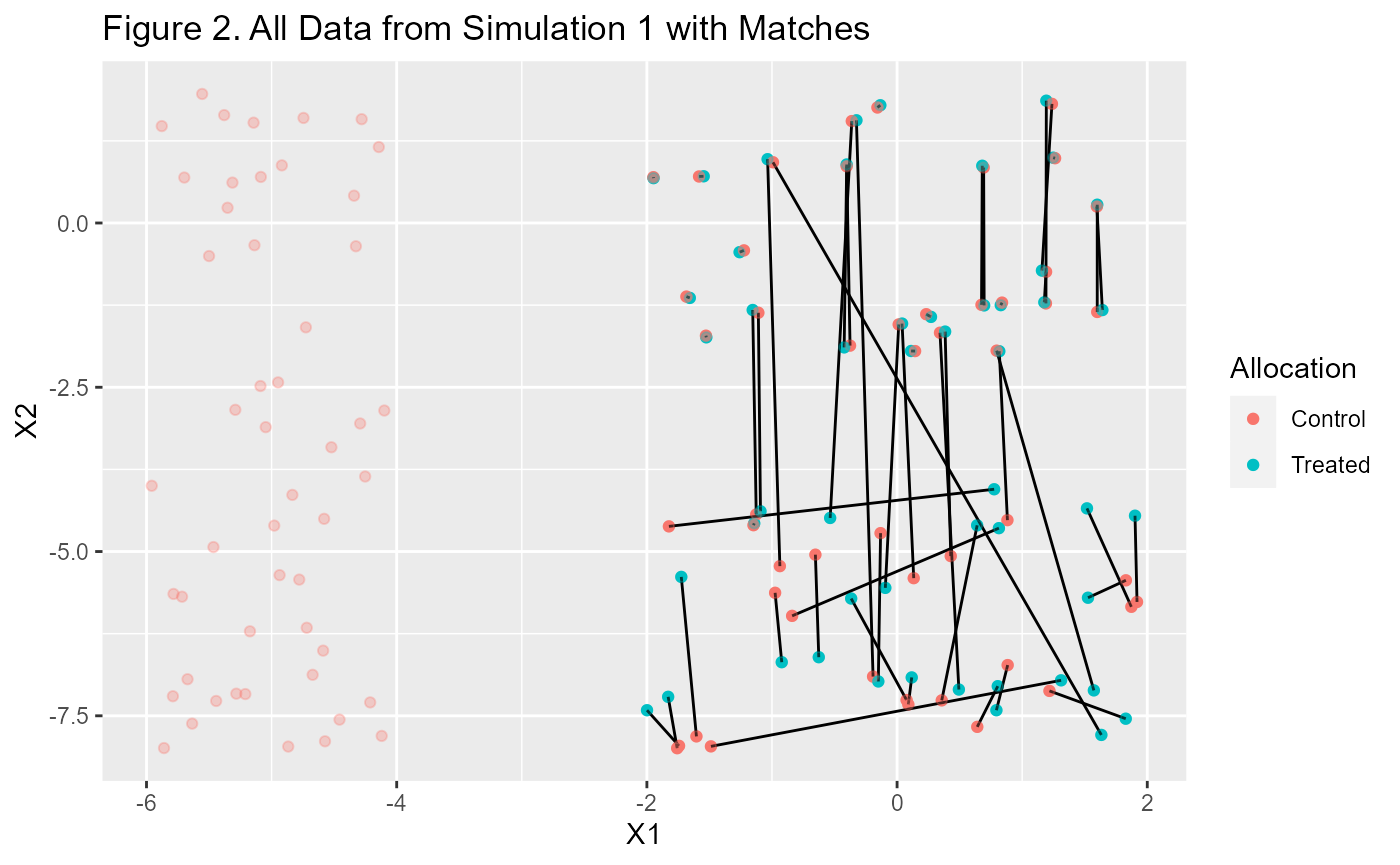 Figure 2. All Data from Simulation 1 with Matches
0.0
-2.5
-5.0
-7.5
X2
-6
-4
-2
0
2
X1
Allocation
Control
Treated